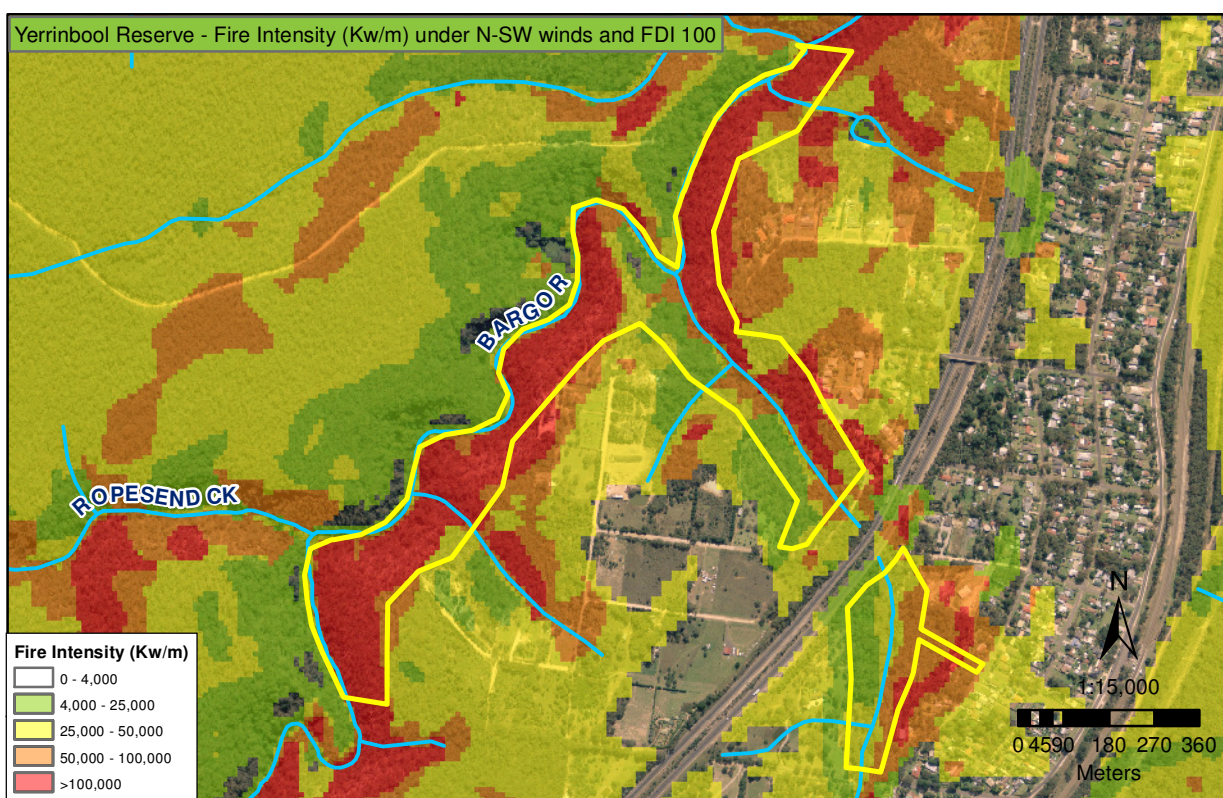 Yerrinbool Reserve - Fire Intensity (Kw/m) under N-SW winds and FDI 100
BARGO R
ROPESEND CK
Fire Intensity (Kw/m)
0 - 4,000
4,000 - 25,000
25,000 - 50,000
50,000 - 100,000
>100,000
N
1:15,000
0 45 90 180 270 360
Meters